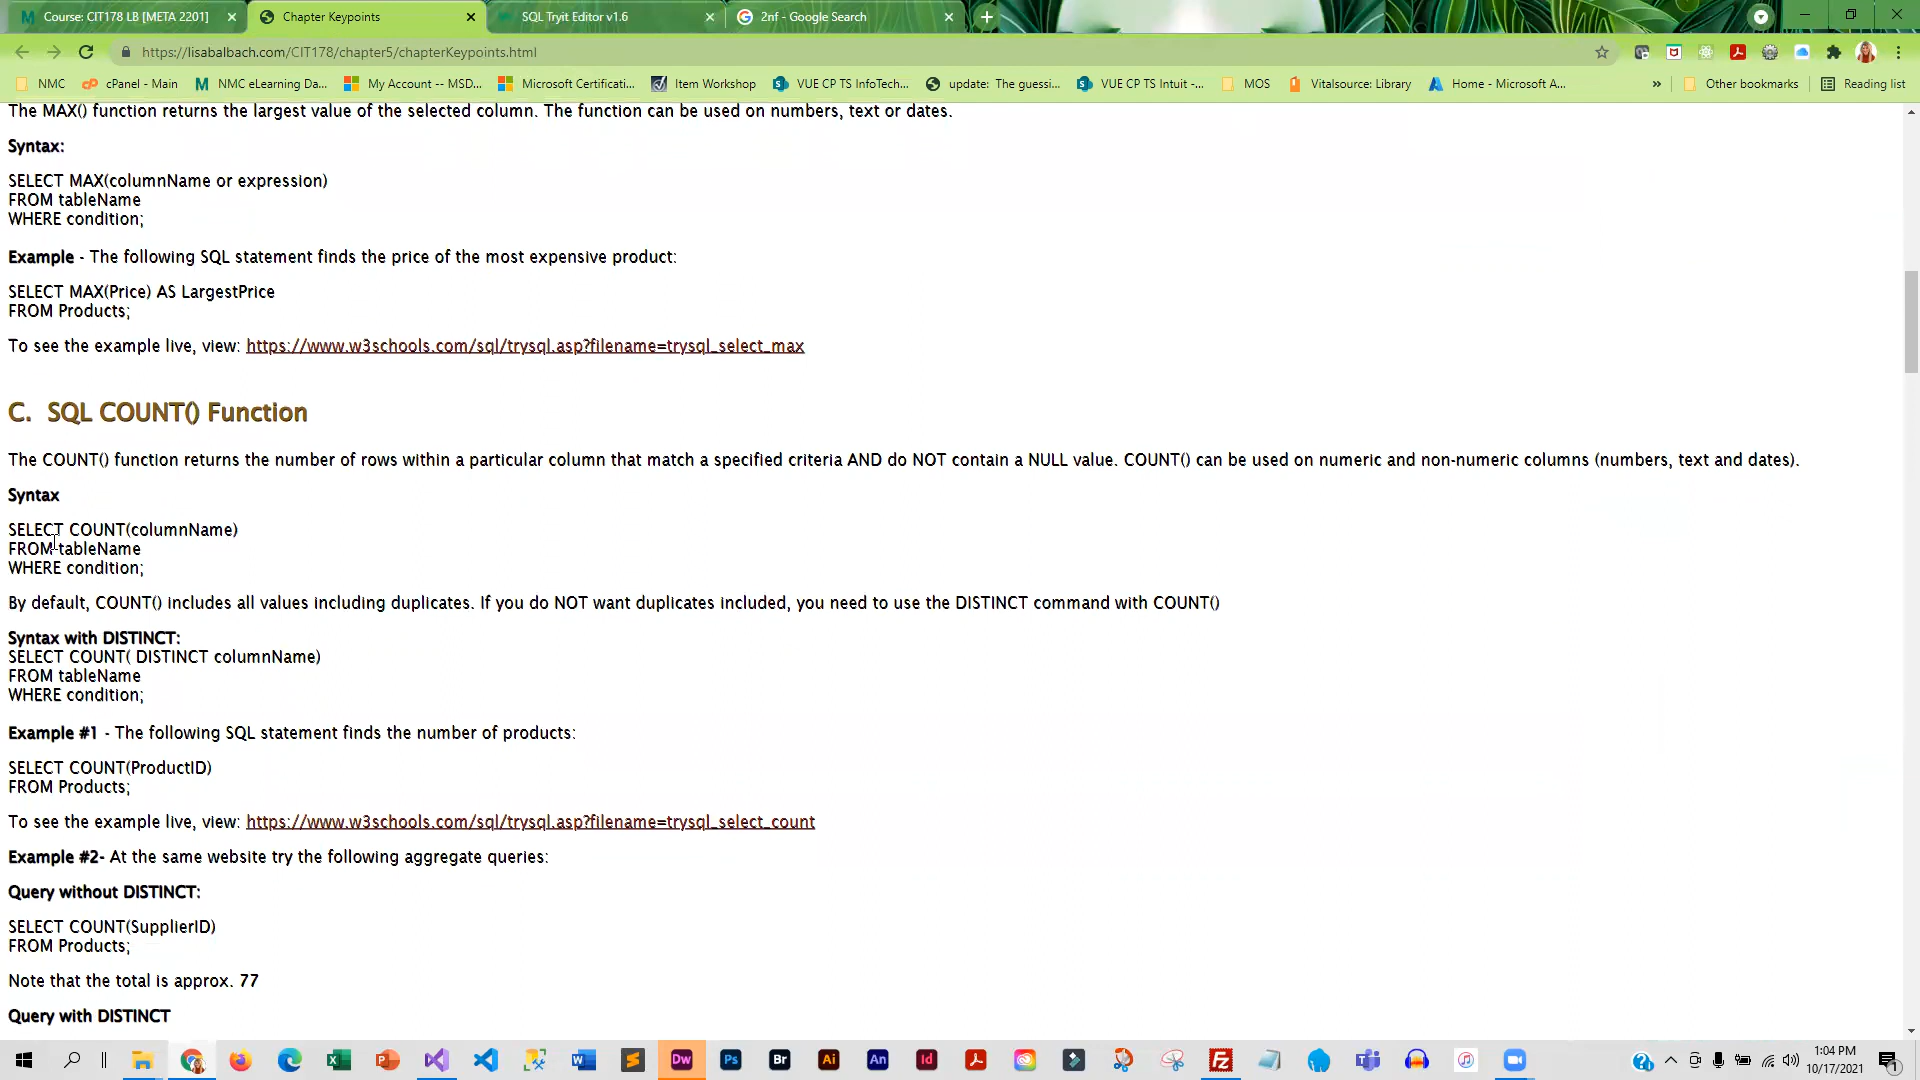 Course: CIT178 LB [META 2201]
Chapter Keypoints
SQL Tryit Editor v1.6
2nf - Google Search
https://lisabalbach.com/CIT178/chapter5/chapterKeypoints.html
NMC
cPanel - Main
NMC eLearning Da...
My Account -- MSD...
Microsoft Certificati...
Item Workshop
VUE CP TS InfoTech...
update: The guessi...
VUE CP TS Intuit -...
MOS
Vitalsource: Library
Home - Microsoft A...
»
Other bookmarks
Reading list
The MAX() function returns the largest value of the selected column. The function can be used on numbers, text or dates.
Syntax:
SELECT MAX(columnName or expression)
FROM tableName
WHERE condition;
Example - The following SQL statement finds the price of the most expensive product:
SELECT MAX(Price) AS LargestPrice
FROM Products;
To see the example live, view: https://www.w3schools.com/sql/trysql.asp?filename=trysql_select_max
C. SQL COUNT() Function
The COUNT() function returns the number of rows within a particular column that match a specified criteria AND do NOT contain a NULL value. COUNT() can be used on numeric and non-numeric columns (numbers, text and dates).
Syntax
SELECT COUNT(columnName)
FROM tableName
WHERE condition;
By default, COUNT() includes all values including duplicates. If you do NOT want duplicates included, you need to use the DISTINCT command with COUNT()
Syntax with DISTINCT:
SELECT COUNT( DISTINCT columnName)
FROM tableName
WHERE condition;
Example #1 - The following SQL statement finds the number of products:
SELECT COUNT(ProductID)
FROM Products;
To see the example live, view: https://www.w3schools.com/sql/trysql.asp?filename=trysql_select_count
Example #2- At the same website try the following aggregate queries:
Query without DISTINCT:
SELECT COUNT(SupplierID)
FROM Products;
Note that the total is approx. 77
Query with DISTINCT
Dw
Ps
Br
Ai
An
Id
Fz
1:04 PM
10/17/2021